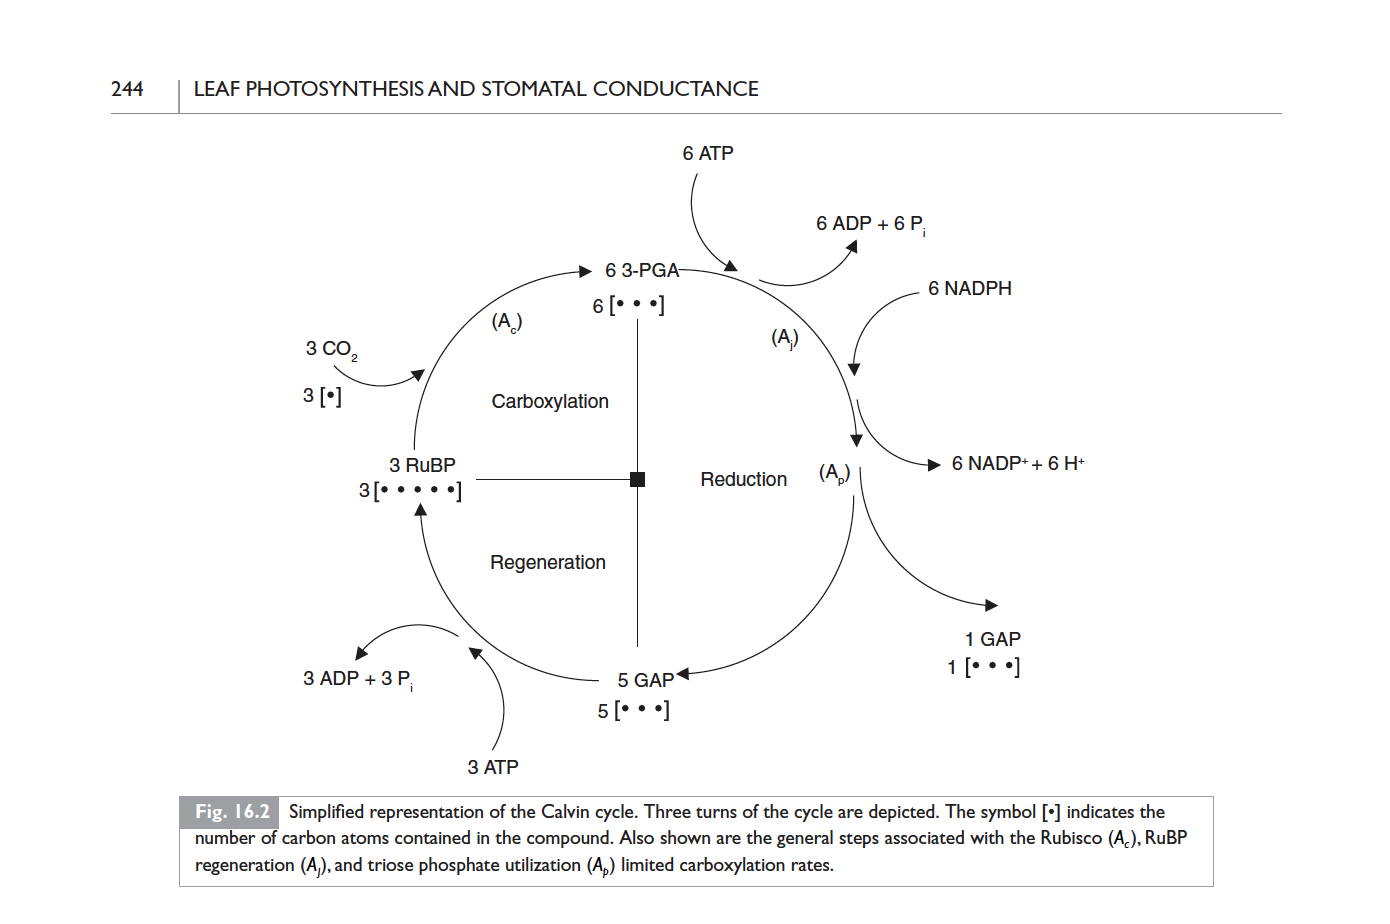 244 LEAF PHOTOSYNTHESIS AND STOMATAL CONDUCTANCE
6 ATP
6 ADP + 6 Pi
6 3-PGA
6 NADPH
6 [• • •]
(Ac)
(Aj)
3 CO2
3 [•]
Carboxylation
3 RuBP
6 NADP+ + 6 H+
Reduction
(Ap)
3 [• • • • •]
Regeneration
1 GAP
1 [• • •]
3 ADP + 3 Pi
5 GAP
5 [• • •]
3 ATP
Fig. 16.2 Simplified representation of the Calvin cycle. Three turns of the cycle are depicted. The symbol [•] indicates the
number of carbon atoms contained in the compound. Also shown are the general steps associated with the Rubisco (Ac), RuBP
regeneration (Aj), and triose phosphate utilization (Ap) limited carboxylation rates.